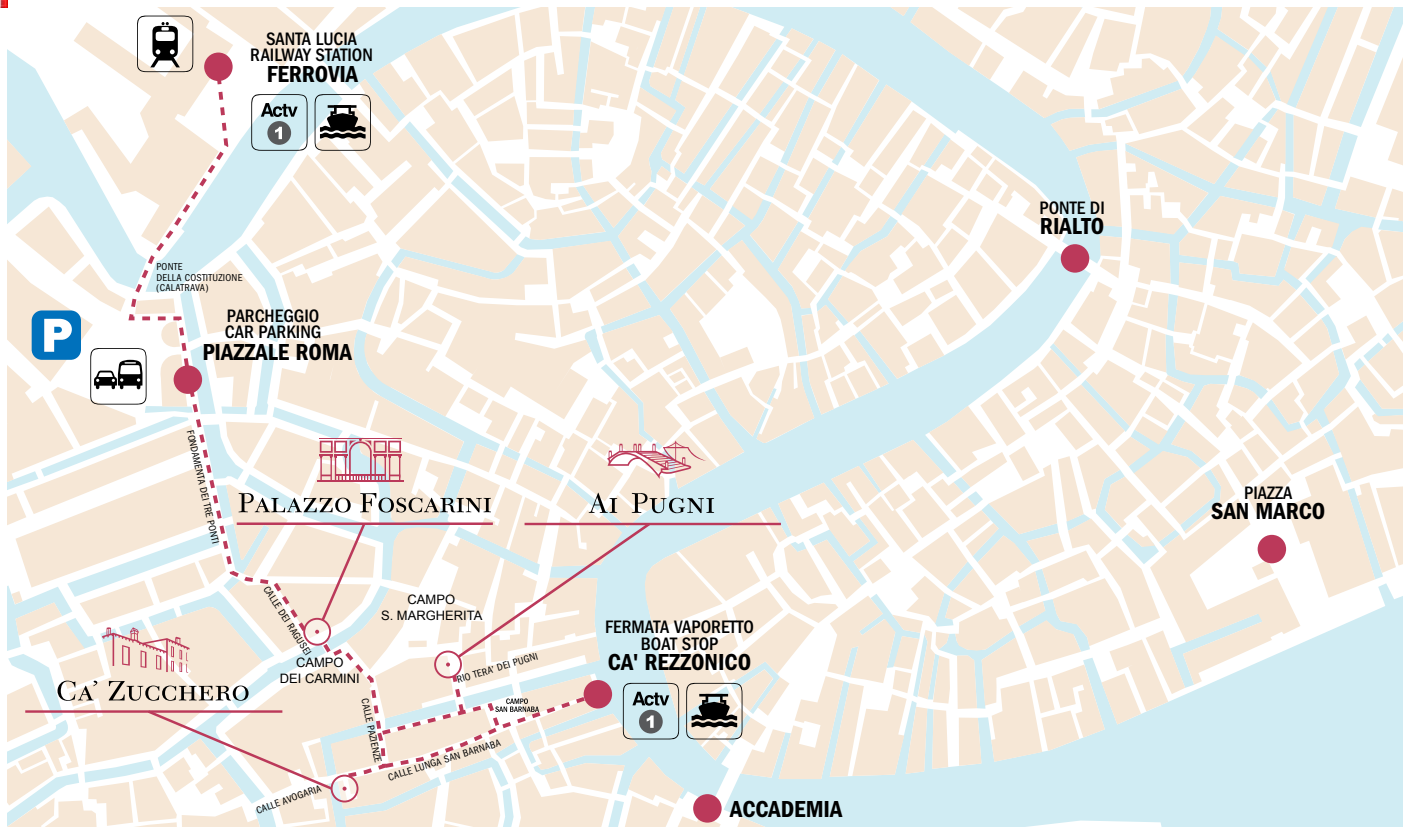 SANTA LUCIA
RAILWAY STATION
FERROVIA
Actv
1
PONTE
DELLA COSTITUZIONE
(CALATRAVA)
P
PARCHEGGIO
CAR PARKING
PIAZZALE ROMA
PONTE DI
RIALTO
FONDAMENTA DEI TRE PONTI
PALAZZO FOSCARINI
AI PUGNI
PIAZZA
SAN MARCO
CALLE DEI RAGUSEI
CAMPO
S. MARGHERITA
CAMPO
DEI CARMINI
RIO TERA' DEI PUGNI
FERMATA VAPORETTO
BOAT STOP
CA' REZZONICO
Actv
1
CA' ZUCCHERO
CALLE PAZIENZE
CAMPO
SAN BARNABA
CALLE LUNGA SAN BARNABA
CALLE AVOGARIA
ACCADEMIA